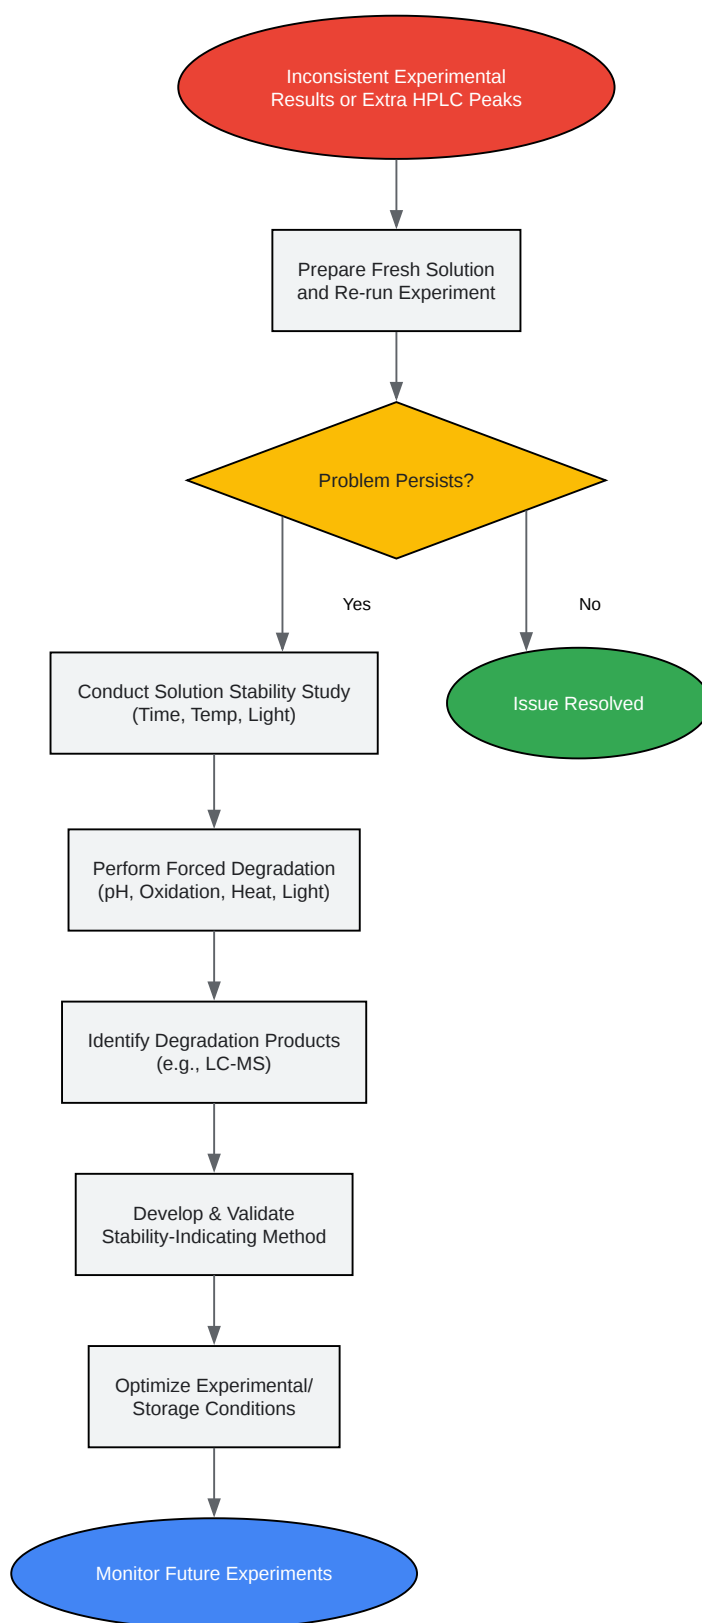 Inconsistent Experimental
Results or Extra HPLC Peaks
Prepare Fresh Solution
and Re-run Experiment
Problem Persists?
Yes
No
Conduct Solution Stability Study
(Time, Temp, Light)
Issue Resolved
Perform Forced Degradation
(pH, Oxidation, Heat, Light)
Identify Degradation Products
(e.g., LC-MS)
Develop & Validate
Stability-Indicating Method
Optimize Experimental/
Storage Conditions
Monitor Future Experiments